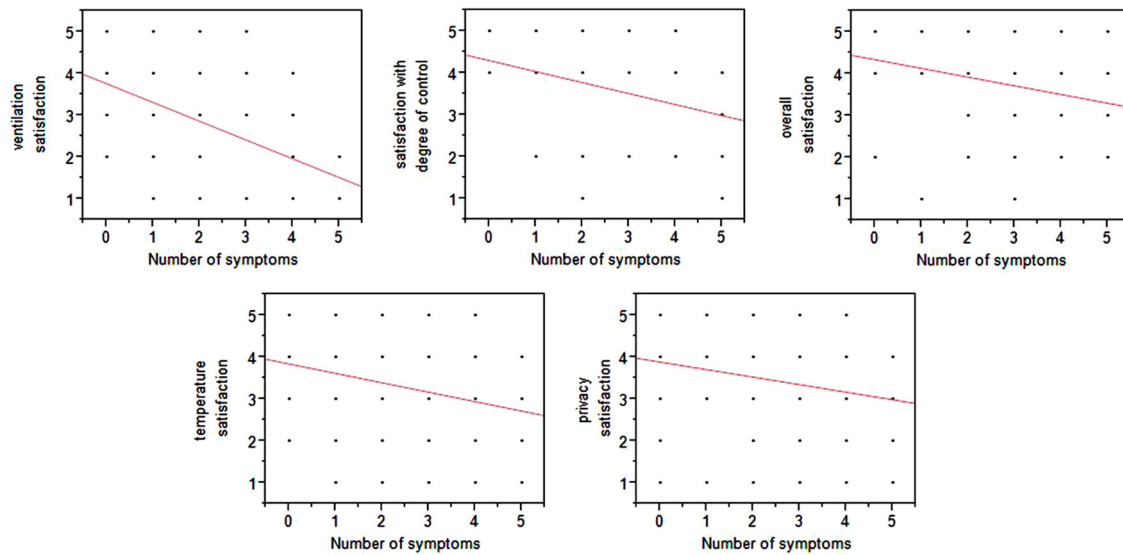 ventilation
satisfaction
5
4
3
2
1
0 1 2 3 4 5
Number of symptoms
satisfaction with
degree of control
5
4
3
2
1
0 1 2 3 4 5
Number of symptoms
overall
satisfaction
5
4
3
2
1
0 1 2 3 4 5
Number of symptoms
temperature
satisfaction
5
4
3
2
1
0 1 2 3 4 5
Number of symptoms
privacy
satisfaction
5
4
3
2
1
0 1 2 3 4 5
Number of symptoms